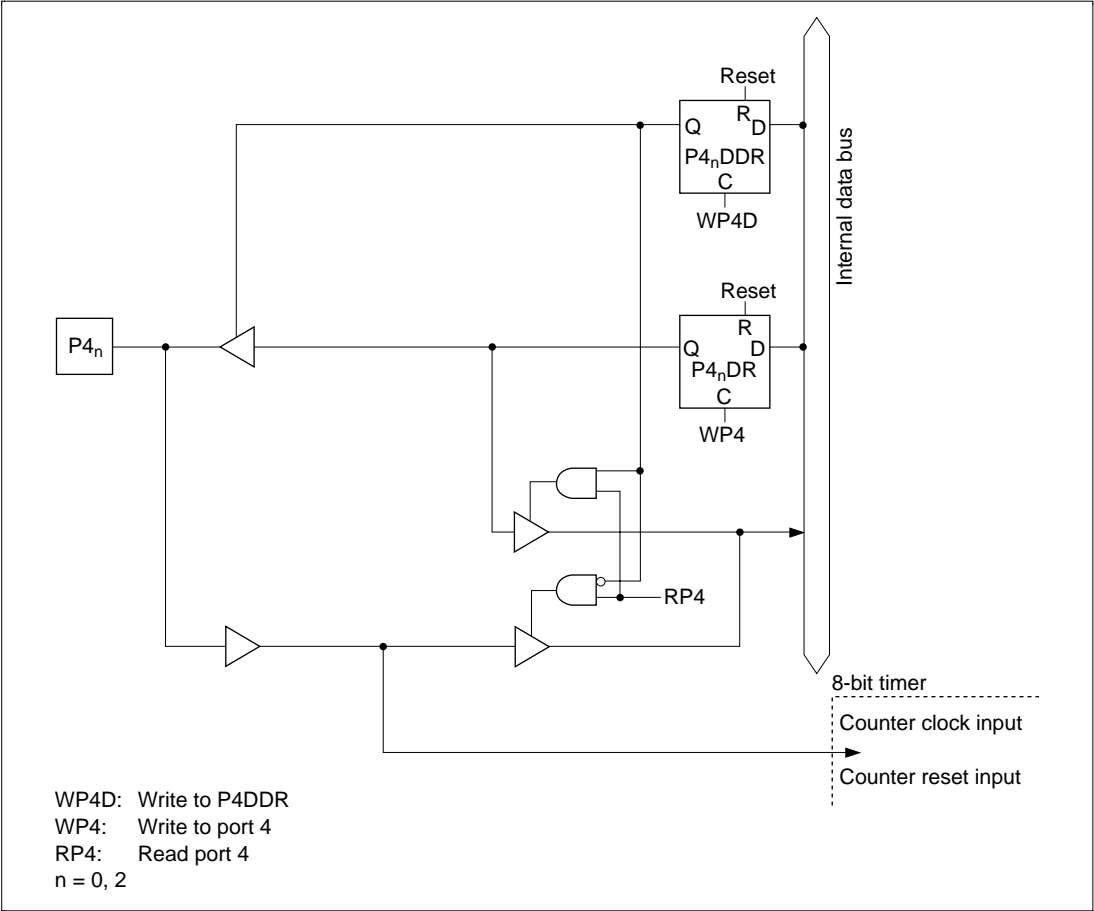 Reset
R
Q
D
P4nDDR
C
WP4D
Internal data bus
Reset
R
Q
D
P4nDR
C
WP4
P4n
RP4
8-bit timer
Counter clock input
Counter reset input
WP4D: Write to P4DDR
WP4: Write to port 4
RP4: Read port 4
n = 0, 2